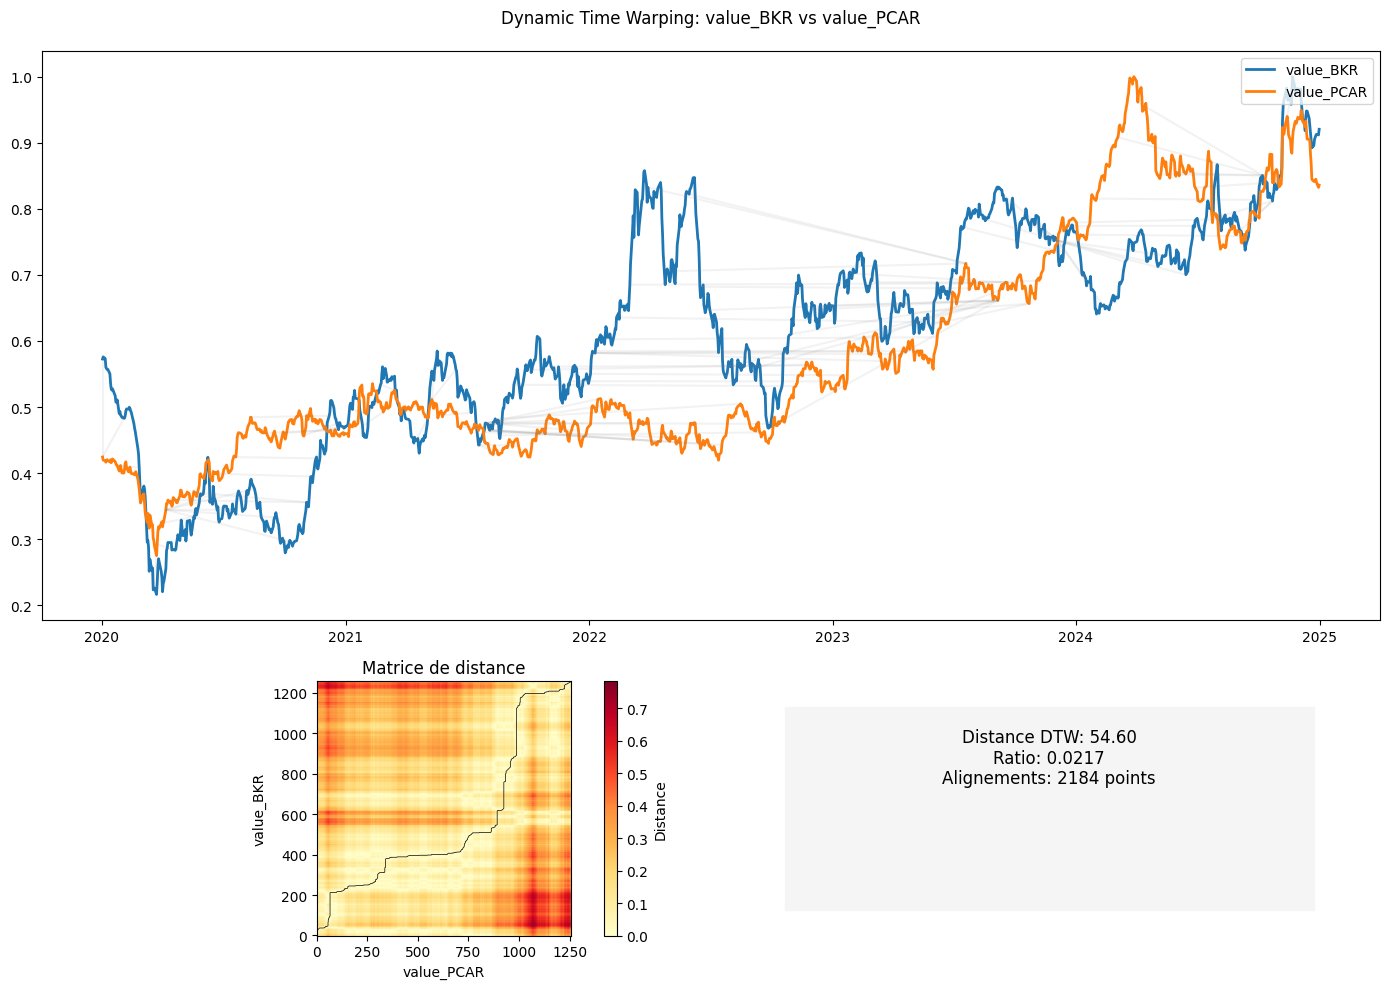 Dynamic Time Warping: value_BKR vs value_PCAR
1.0
0.9
0.8
0.7
0.6
0.5
0.4
0.3
0.2
value_BKR
value_PCAR
2020 2021 2022 2023 2024 2025
Matrice de distance
1200
1000
800
600
400
200
0
value_BKR
0 250 500 750 1000 1250
value_PCAR
0.7
0.6
0.5
0.4
0.3
0.2
0.1
0.0
Distance
Distance DTW: 54.60
Ratio: 0.0217
Alignements: 2184 points